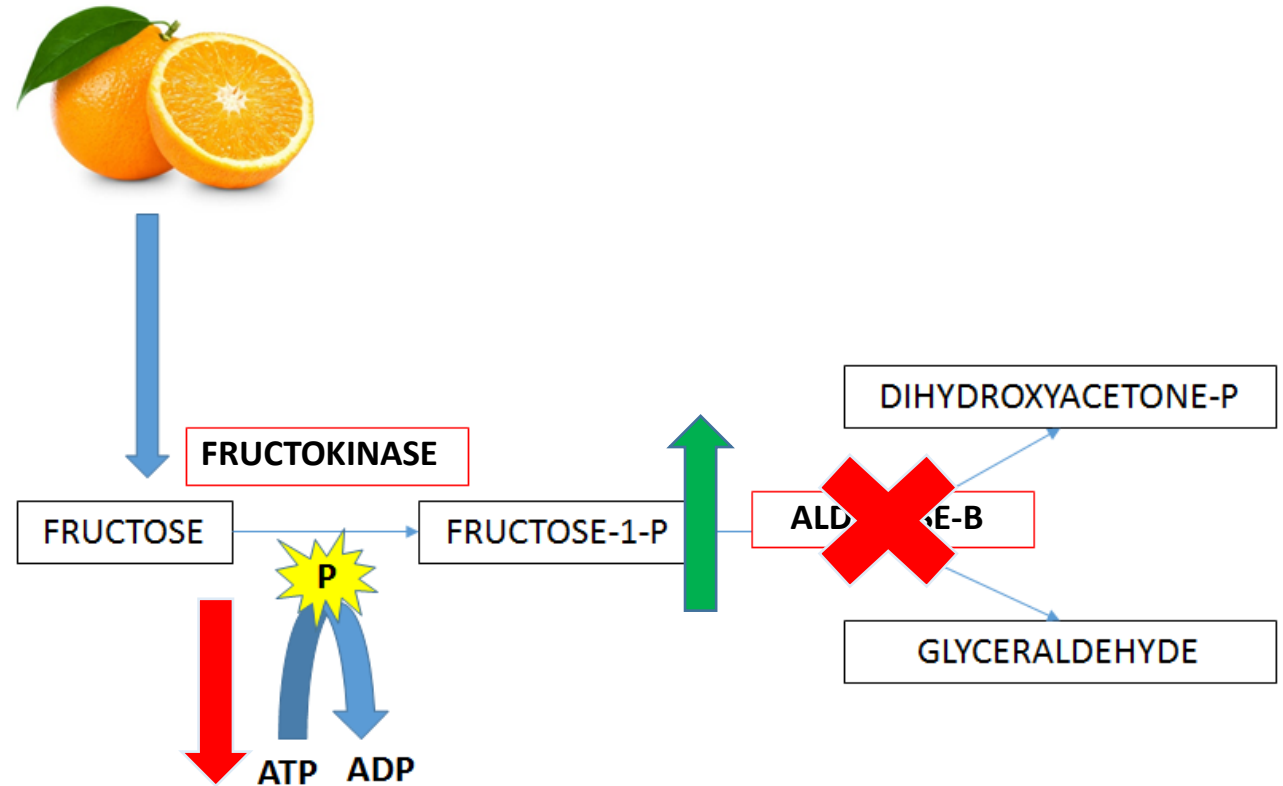 DIHYDROXYACETONE-P
FRUCTOKINASE
FRUCTOSE
FRUCTOSE-1-P
ALD SE-B
P
GLYCERALDEHYDE
ATP ADP